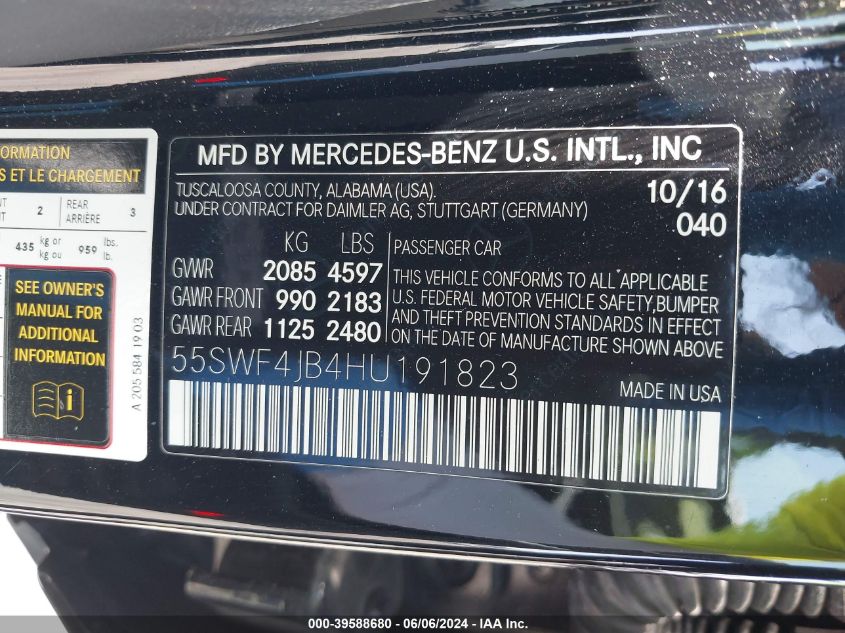 ORMATION
S ET LE CHARGEMENT
2
REAR
ARRIÈRE
3
435 kg or
kg ou
959 lbs.
lb.
SEE OWNER'S
MANUAL FOR
ADDITIONAL
INFORMATION
A 205 584 19 03
MFD BY MERCEDES-BENZ U.S. INTL., INC
TUSCALOOSA COUNTY, ALABAMA (USA).
UNDER CONTRACT FOR DAIMLER AG, STUTTGART (GERMANY)
10/16
040
KG LBS
GVWR 2085 4597
GAWR FRONT 990 2183
GAWR REAR 1125 2480
PASSENGER CAR
THIS VEHICLE CONFORMS TO ALL APPLICABLE
U.S. FEDERAL MOTOR VEHICLE SAFETY,BUMPER
AND THEFT PREVENTION STANDARDS IN EFFECT
ON THE DATE OF MANUFACTURE SHOWN ABOVE
55SWF4JB4HU191823
MADE IN USA
000-39588680 - 06/06/2024 - IAA Inc.